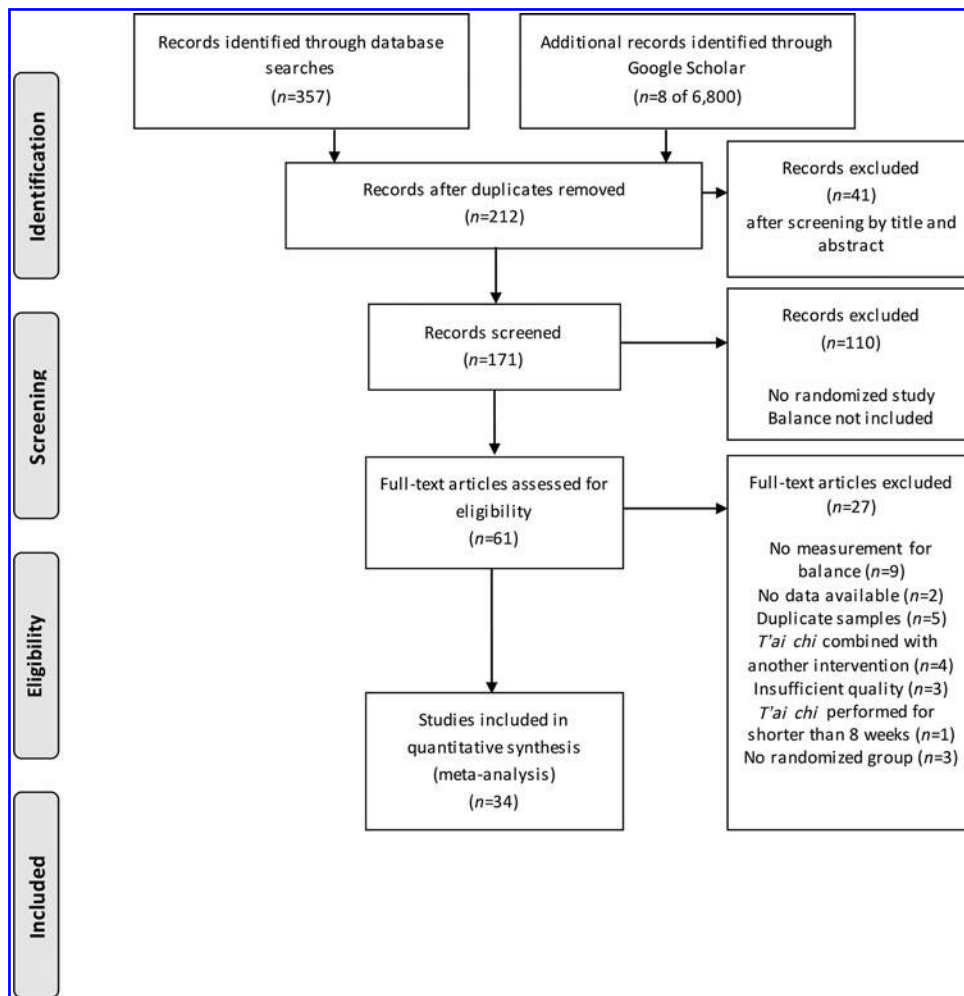 Records identified through database
searches
(n=357)
Additional records identified through
Google Scholar
(n=8 of 6,800)
Identification
Records after duplicates removed
(n=212)
Records excluded
(n=41)
after screening by title and
abstract
Screening
Records screened
(n=171)
Records excluded
(n=110)
No randomized study
Balance not included
Eligibility
Full-text articles assessed for
eligibility
(n=61)
Full-text articles excluded
(n=27)
No measurement for
balance (n=9)
No data available (n=2)
Duplicate samples (n=5)
T'ai chi combined with
another intervention (n=4)
Insufficient quality (n=3)
T'ai chi performed for
shorter than 8 weeks (n=1)
No randomized group (n=3)
Included
Studies included in
quantitative synthesis
(meta-analysis)
(n=34)